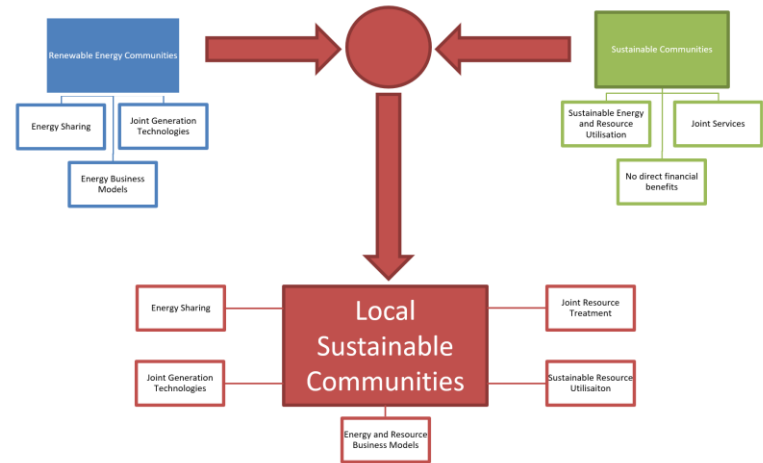 Renewable Energy Communities
Energy Sharing
Joint Generation
Technologies
Energy Business
Models
Sustainable Communities
Sustainable Energy
and Resource
Utilisation
Joint Services
No direct financial
benefits
Local
Sustainable
Communities
Energy Sharing
Joint Generation
Technologies
Joint Resource
Treatment
Sustainable Resource
Utilisaiton
Energy and Resource
Business Models